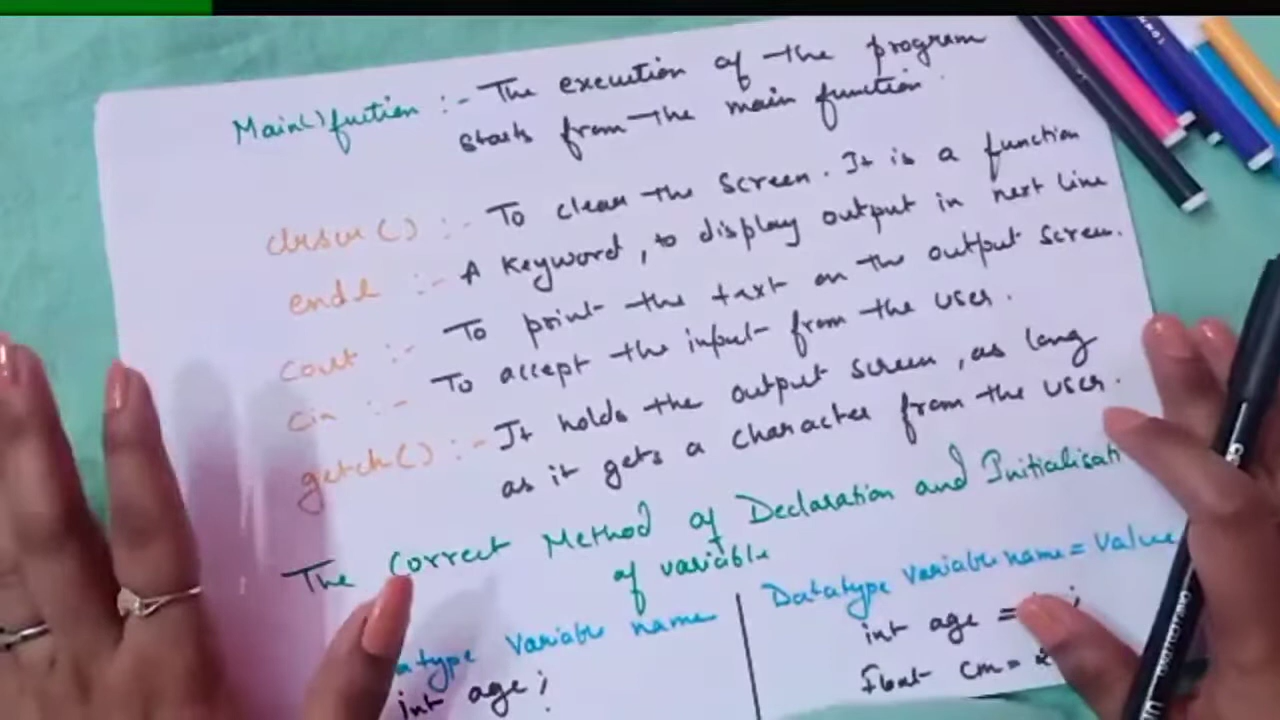 Main() fuction :- The execution of the program
starts from the main function.
clrscr() :- To clear the screen. It is a function
endl :- A keyword, to display output in next line
cout :- To print the text on the output screen.
cin :- To accept the input from the user.
getch() :- It holds the output screen, as long
as it gets a character from the user.
The Correct Method of Declaration and Initialisati
of variable
atype Variable name
int age;
Datatype Variable name = Value
int age =
float cm =